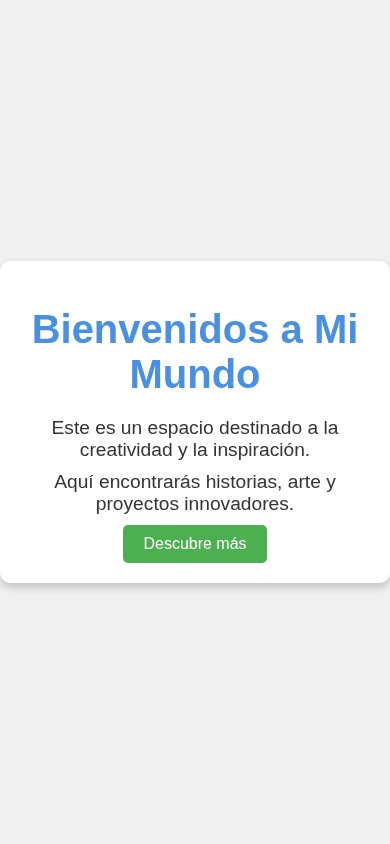 Bienvenidos a Mi
Mundo
Este es un espacio destinado a la
creatividad y la inspiración.
Aquí encontrarás historias, arte y
proyectos innovadores.
Descubre más